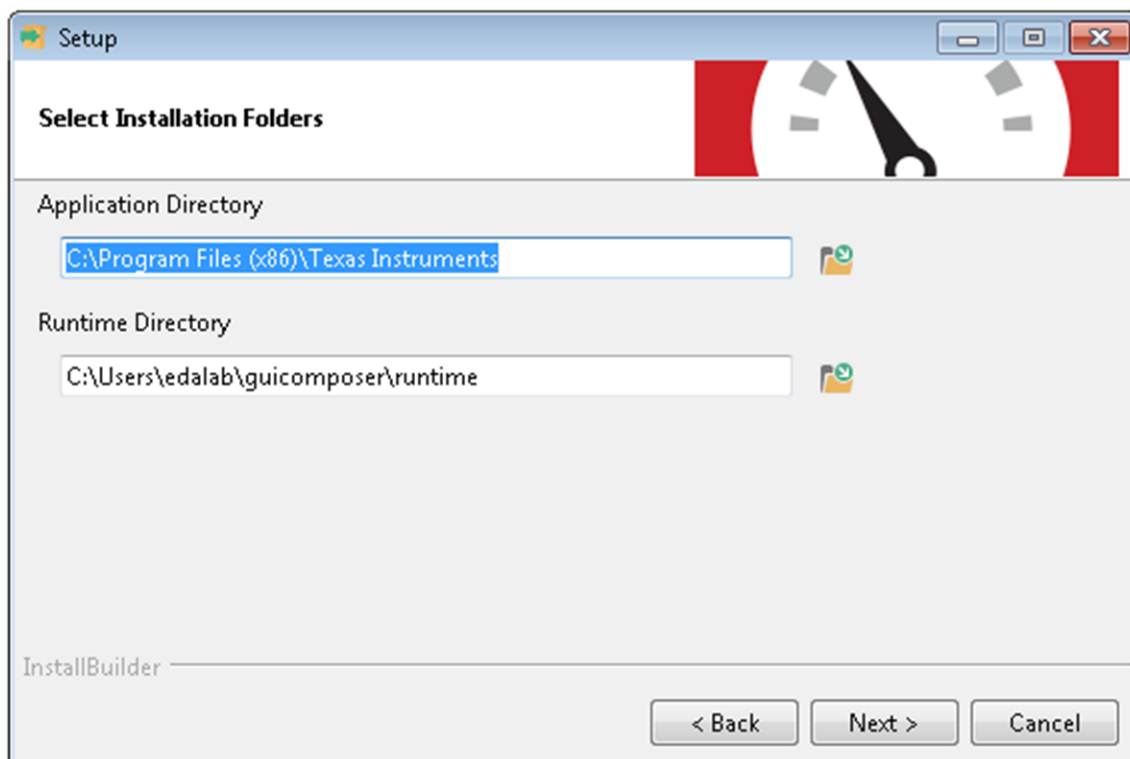 Setup
Select Installation Folders
Application Directory
C:\Program Files (x86)\Texas Instruments
Runtime Directory
C:\Users\edalab\guicomposer\runtime
InstallBuilder
< Back Next > Cancel